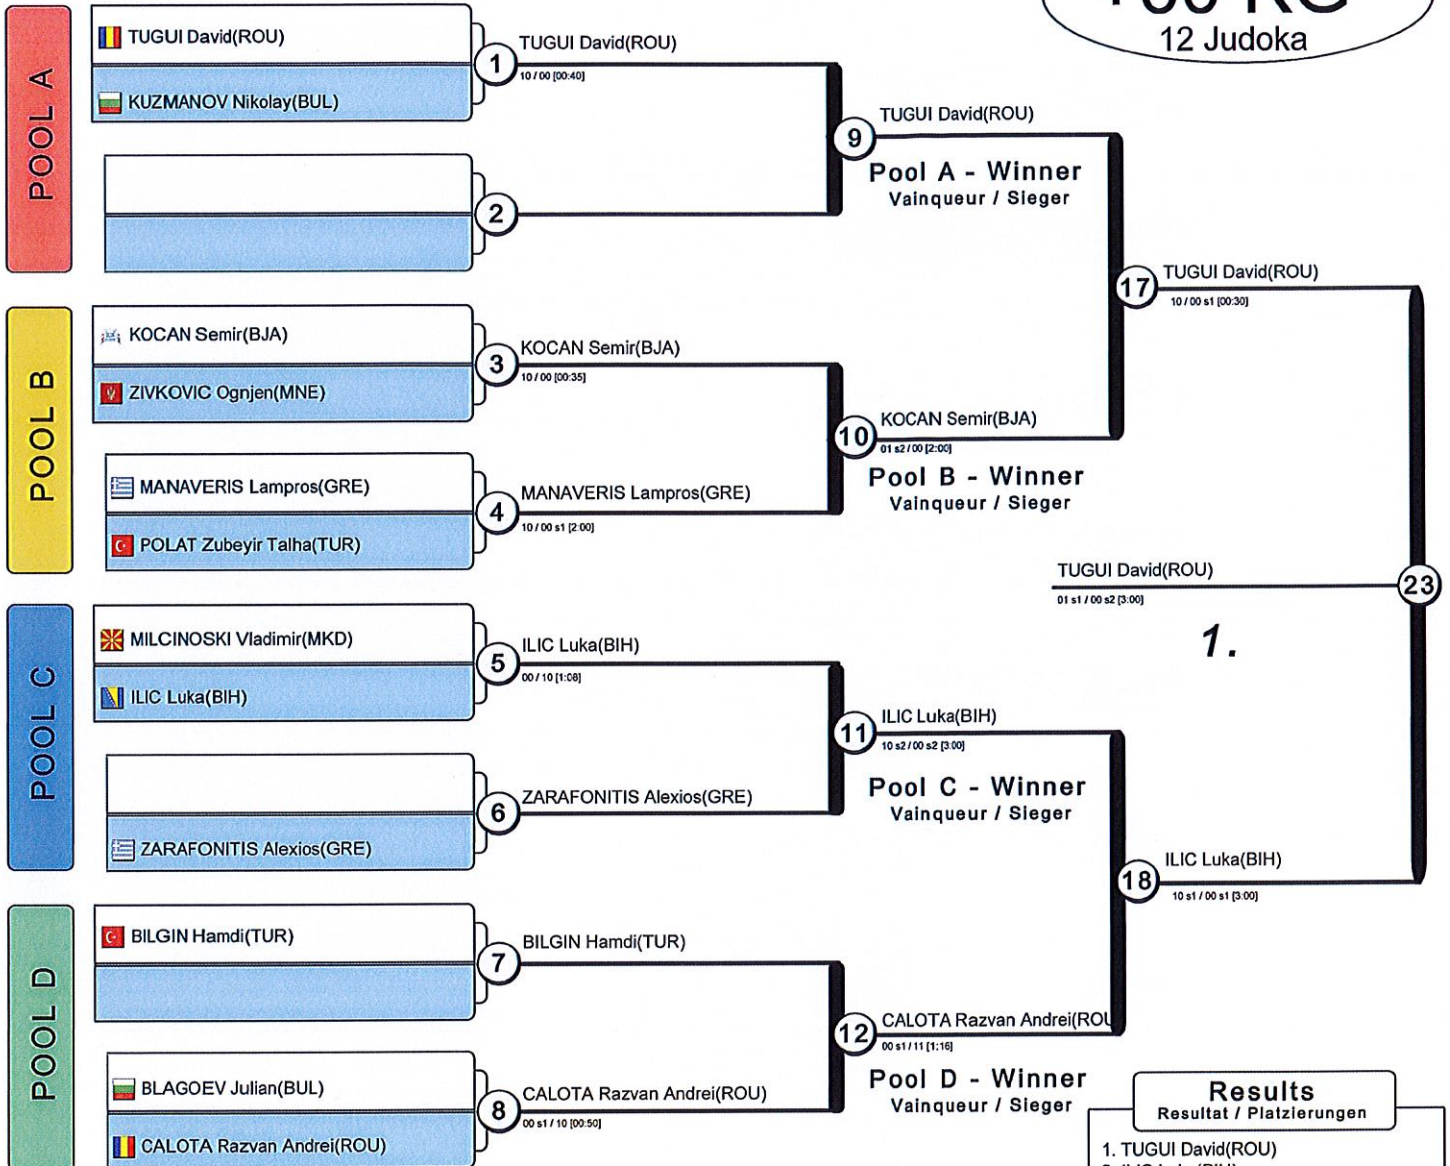 12 Judoka
POOL A
TUGUI David(ROU)
KUZMANOV Nikolay(BUL)
1
TUGUI David(ROU)
10 / 00 [00:40]
2
9
TUGUI David(ROU)
Pool A - Winner
Vainqueur / Sieger
POOL B
KOCAN Semir(BJA)
ZIVKOVIC Ognjen(MNE)
3
KOCAN Semir(BJA)
10 / 00 [00:35]
MANAVERIS Lampros(GRE)
POLAT Zubeyir Talha(TUR)
4
MANAVERIS Lampros(GRE)
10 / 00 s1 [2:00]
10
KOCAN Semir(BJA)
01 s2 / 00 [2:00]
Pool B - Winner
Vainqueur / Sieger
17
TUGUI David(ROU)
10 / 00 s1 [00:30]
TUGUI David(ROU)
01 s1 / 00 s2 [3:00]
23
1.
POOL C
MILCINOSKI Vladimir(MKD)
ILIC Luka(BIH)
5
ILIC Luka(BIH)
00 / 10 [1:08]
ZARAFONITIS Alexios(GRE)
6
ZARAFONITIS Alexios(GRE)
11
ILIC Luka(BIH)
10 s2 / 00 s2 [3:00]
Pool C - Winner
Vainqueur / Sieger
18
ILIC Luka(BIH)
10 s1 / 00 s1 [3:00]
POOL D
BILGIN Hamdi(TUR)
7
BILGIN Hamdi(TUR)
BLAGOEV Julian(BUL)
CALOTA Razvan Andrei(ROU)
8
CALOTA Razvan Andrei(ROU)
00 s1 / 10 [00:50]
12
CALOTA Razvan Andrei(ROU
00 s1 / 11 [1:16]
Pool D - Winner
Vainqueur / Sieger
Results
Resultat / Platzierungen
1. TUGUI David(ROU)